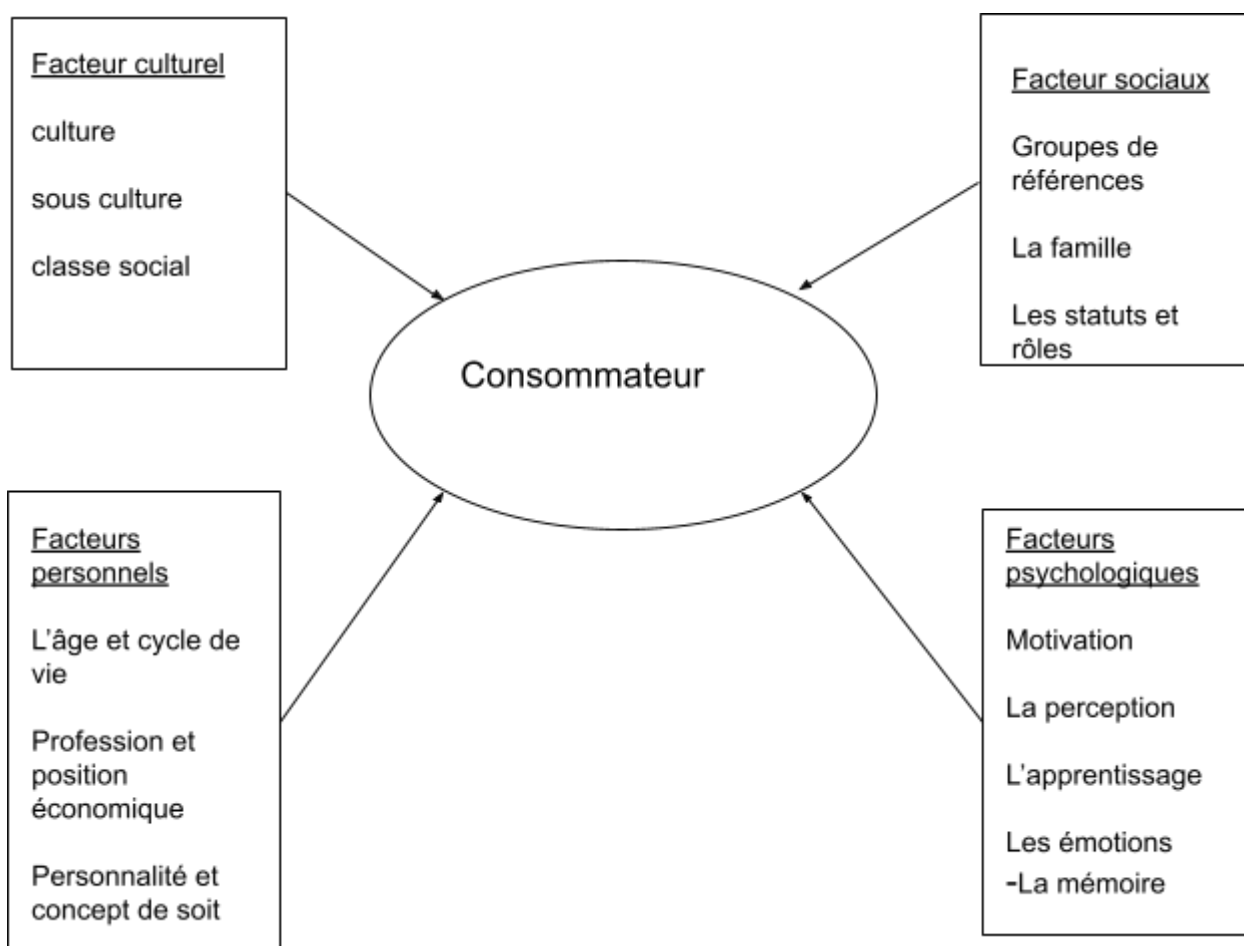 Facteur culturel
culture
sous culture
classe social
Facteur sociaux
Groupes de
références
La famille
Les statuts et
rôles
Consommateur
Facteurs
personnels
L'âge et cycle de
vie
Profession et
position
économique
Personnalité et
concept de soit
Facteurs
psychologiques
Motivation
La perception
L'apprentissage
Les émotions
-La mémoire